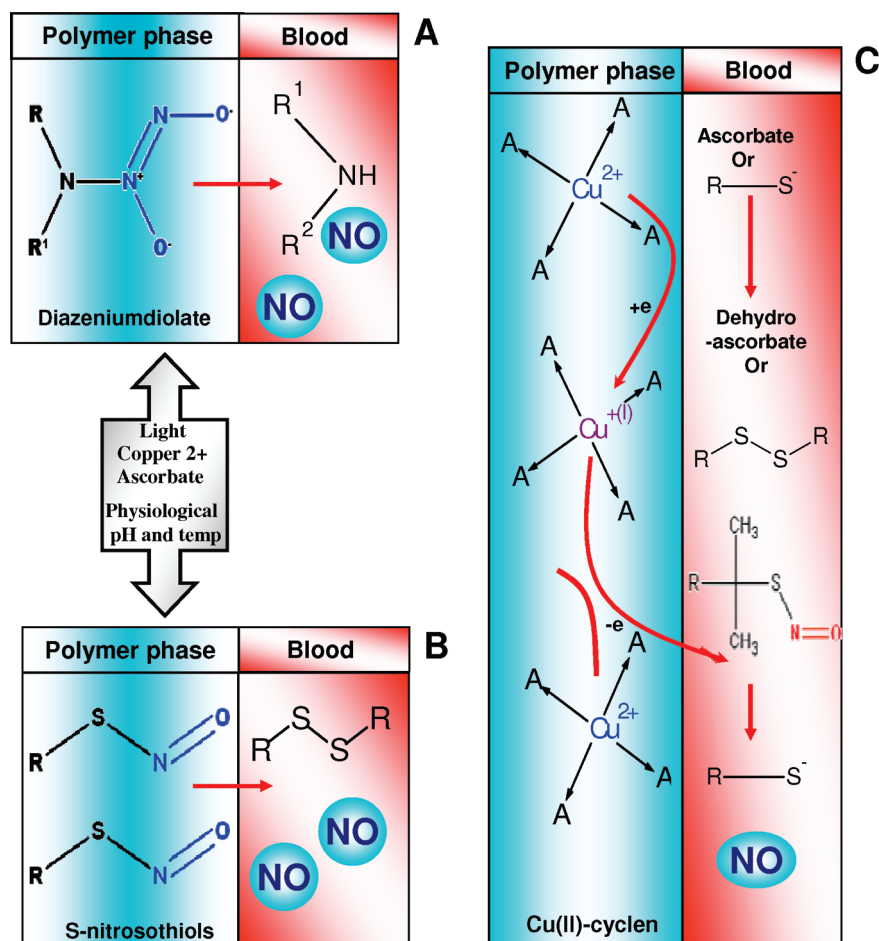 A
Polymer phase Blood
R
N
O-
N
N+
R1
O-
R1
NH
R2
NO
NO
Diazeniumdiolate
Light
Copper 2+
Ascorbate
Physiological
pH and temp
B
Polymer phase Blood
R
S
N
O
R
S
N
O
R
S
S
R
NO
NO
S-nitrosothiols
C
Polymer phase Blood
A
A
Cu2+
A
A
+e
A
A
Cu+(I)
A
A
-e
A
A
Cu2+
A
A
Cu(II)-cyclen
Ascorbate
Or
R S-
Dehydro
-ascorbate
Or
R
S
S
R
CH3
R
S
CH3
N
O
R S-
NO